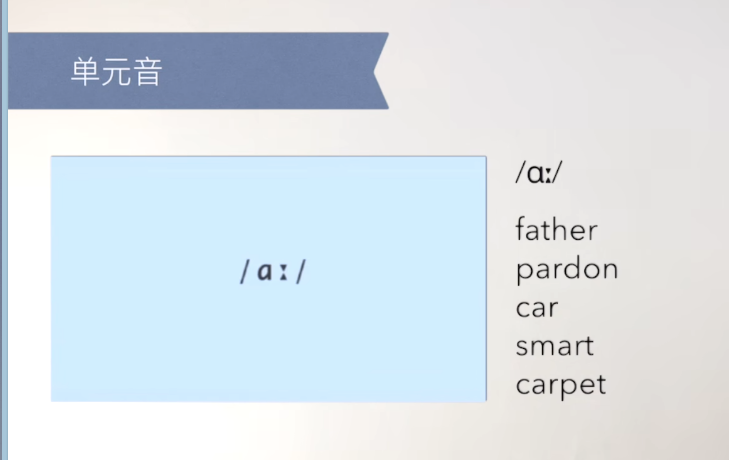 单元音
/ɑː/
/ɑː/
father
pardon
car
smart
carpet